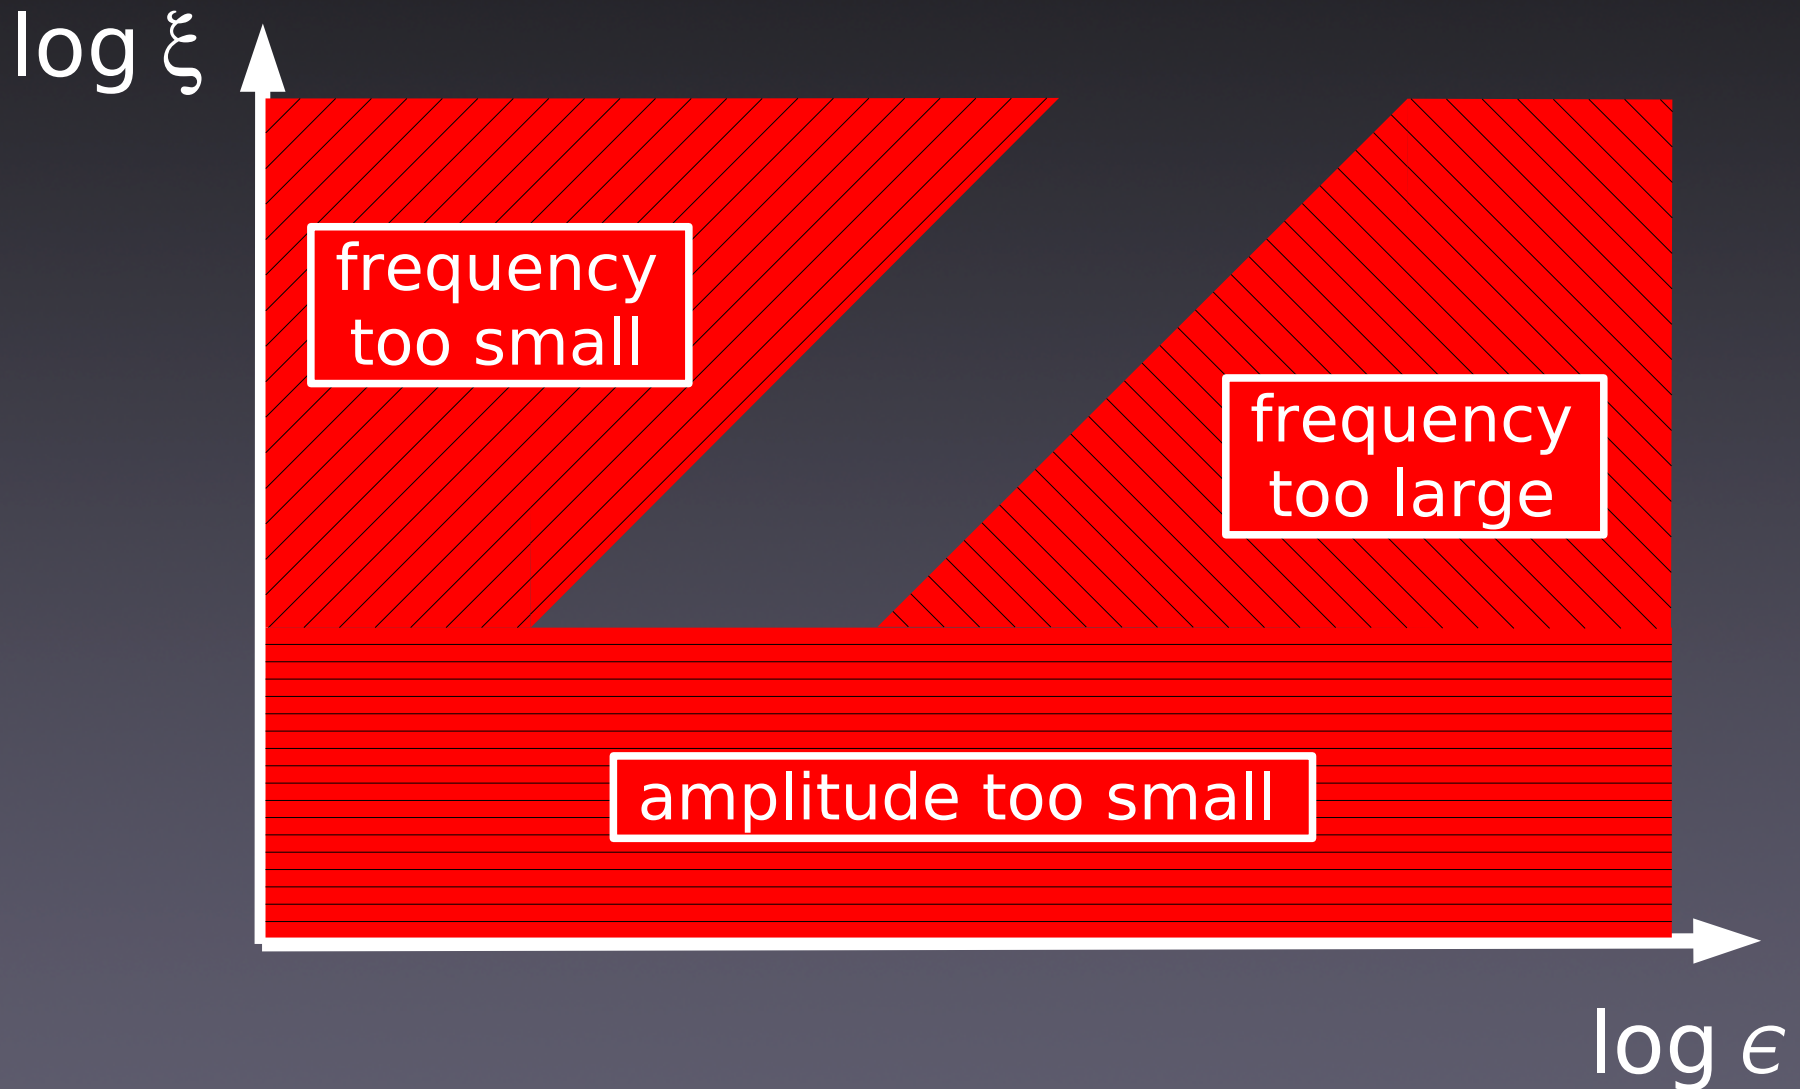 log ξ
frequency
too small
frequency
too large
amplitude too small
log ϵ